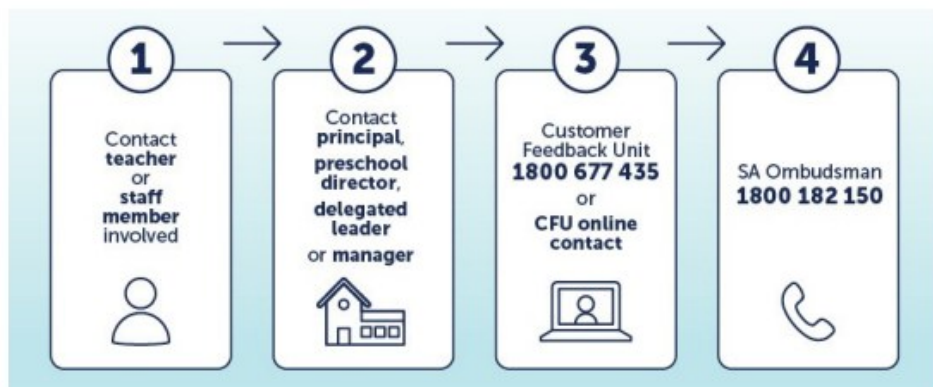 1
Contact
teacher
or
staff
member
involved
2
Contact
principal,
preschool
director,
delegated
leader
or manager
3
Customer
Feedback Unit
1800 677 435
or
CFU online
contact
4
SA Ombudsman
1800 182 150